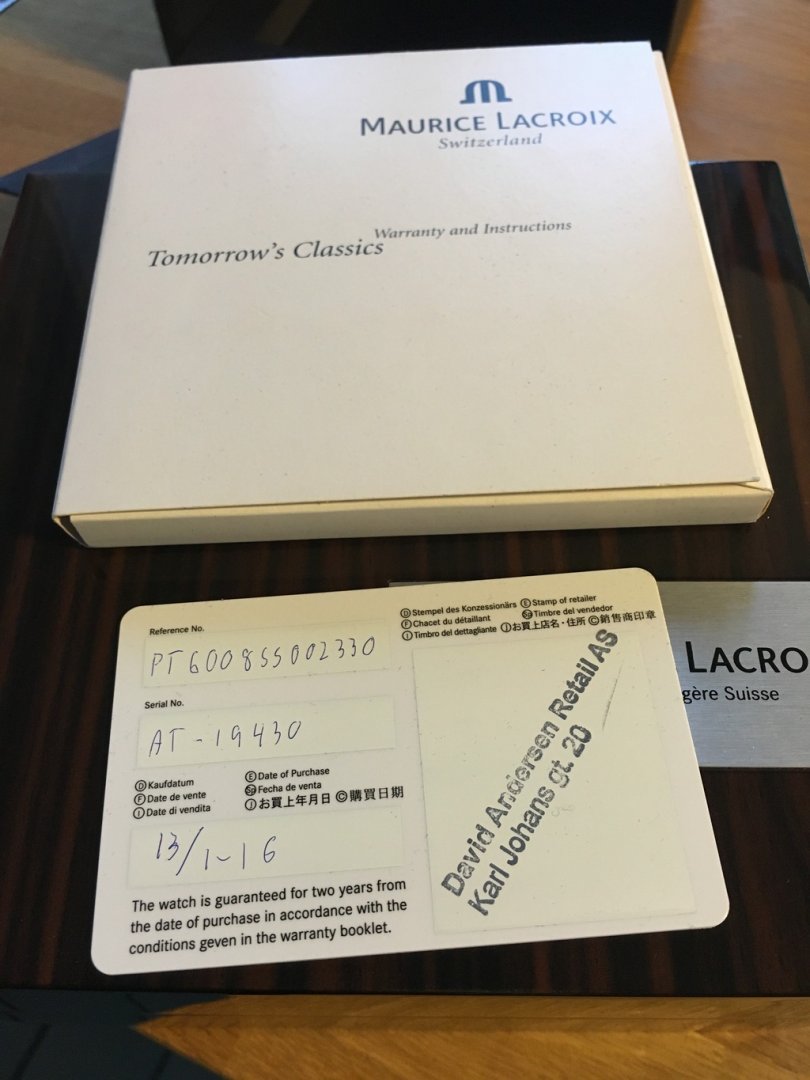 MAURICE LACROIX
Switzerland
Warranty and Instructions
Tomorrow's Classics
Reference No.
PT6008SS002330
Serial No.
AT-19430
Ⓓ Kaufdatum Ⓔ Date of Purchase
Ⓕ Date de vente Ⓢⓟ Fecha de venta
Ⓘ Date di vendita Ⓙ お買上年月日 Ⓒ 購買日期
13/1-16
The watch is guaranteed for two years from
the date of purchase in accordance with the
conditions geven in the warranty booklet.
Ⓓ Stempel des Konzessionärs Ⓔ Stamp of retailer
Ⓕ Chacet du détaillant Ⓢⓟ Timbre del vendedor
Ⓘ Timbro del dettagliante Ⓙ お買上店名・住所 Ⓒ 銷售商印章
David Andersen Retail AS
Karl Johans gt. 20
LACRO
gère Suisse